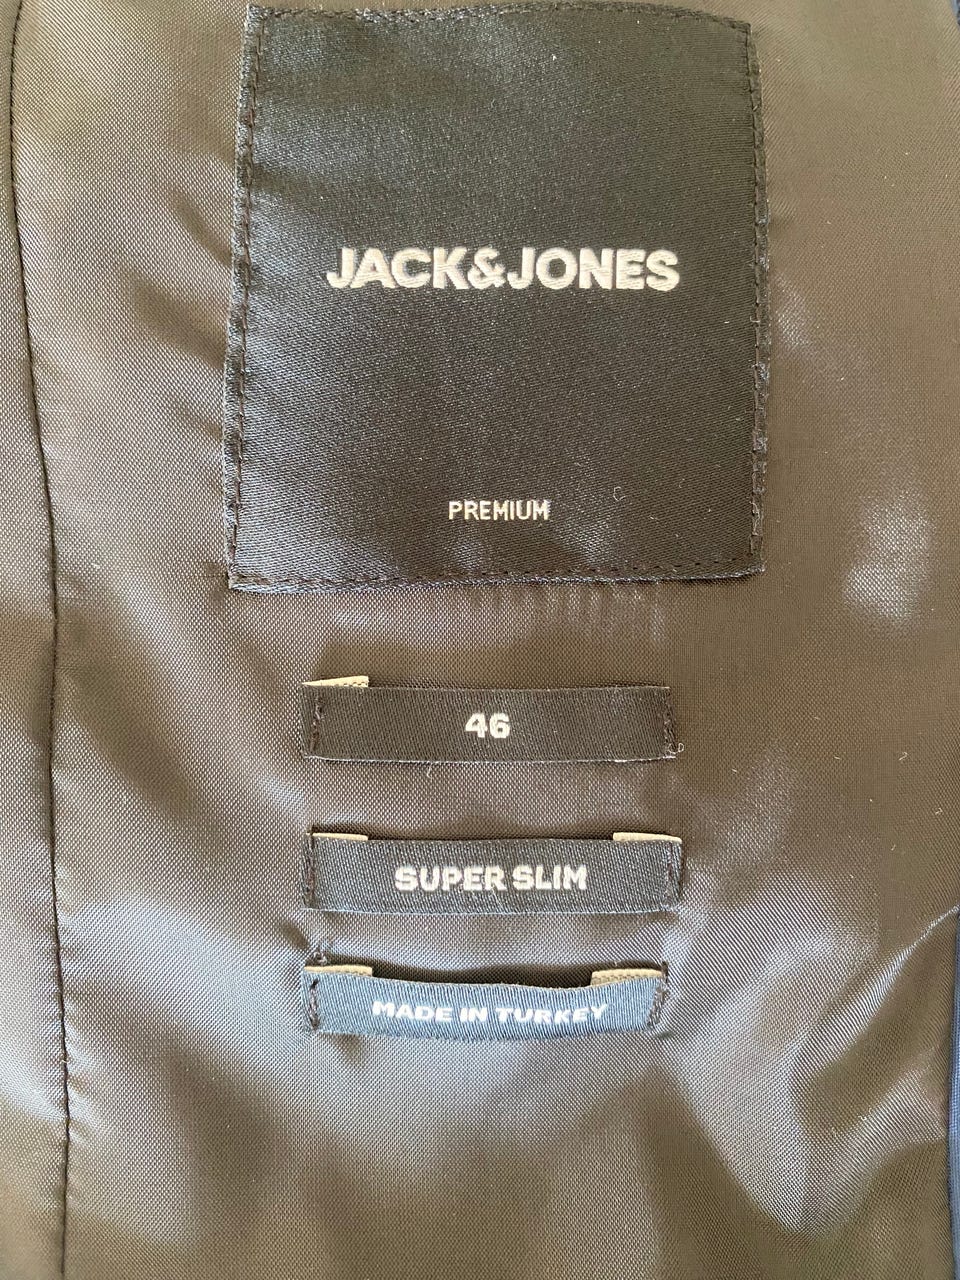 JACK&JONES
PREMIUM
46
SUPER SLIM
MADE IN TURKEY